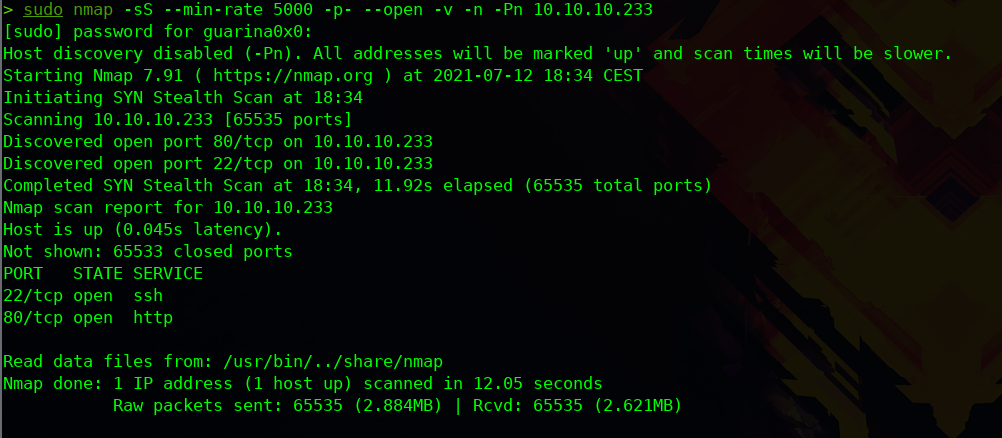 > sudo nmap -sS --min-rate 5000 -p- --open -v -n -Pn 10.10.10.233
[sudo] password for guarina0x0:
Host discovery disabled (-Pn). All addresses will be marked 'up' and scan times will be slower.
Starting Nmap 7.91 ( https://nmap.org ) at 2021-07-12 18:34 CEST
Initiating SYN Stealth Scan at 18:34
Scanning 10.10.10.233 [65535 ports]
Discovered open port 80/tcp on 10.10.10.233
Discovered open port 22/tcp on 10.10.10.233
Completed SYN Stealth Scan at 18:34, 11.92s elapsed (65535 total ports)
Nmap scan report for 10.10.10.233
Host is up (0.045s latency).
Not shown: 65533 closed ports
PORT   STATE SERVICE
22/tcp open  ssh
80/tcp open  http

Read data files from: /usr/bin/../share/nmap
Nmap done: 1 IP address (1 host up) scanned in 12.05 seconds
           Raw packets sent: 65535 (2.884MB) | Rcvd: 65535 (2.621MB)